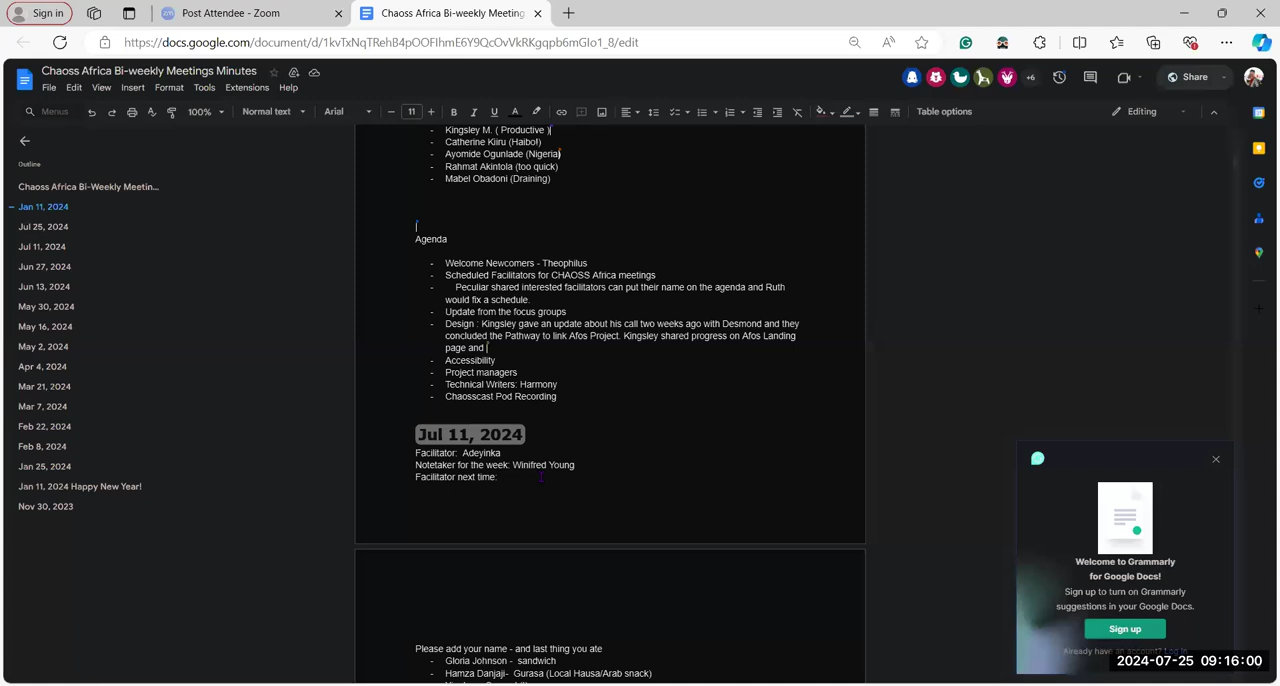 Sign in
Post Attendee - Zoom
Chaoss Africa Bi-weekly Meeting
https://docs.google.com/document/d/1kvTxNqTRehB4pOOFIhmE6Y9QcOvVkRKgqpb6mGIo1_8/edit
Chaoss Africa Bi-weekly Meetings Minutes
File Edit View Insert Format Tools Extensions Help
+6
Share
Menus
100%
Normal text
Arial
11
Table options
Editing
Outline
Chaoss Africa Bi-Weekly Meetin...
Jan 11, 2024
Jul 25, 2024
Jul 11, 2024
Jun 27, 2024
Jun 13, 2024
May 30, 2024
May 16, 2024
May 2, 2024
Apr 4, 2024
Mar 21, 2024
Mar 7, 2024
Feb 22, 2024
Feb 8, 2024
Jan 25, 2024
Jan 11, 2024 Happy New Year!
Nov 30, 2023
- Kingsley M. ( Productive )
- Catherine Kiiru (Haibo!)
- Ayomide Ogunlade (Nigeria)
- Rahmat Akintola (too quick)
- Mabel Obadoni (Draining)
Agenda
- Welcome Newcomers - Theophilus
- Scheduled Facilitators for CHAOSS Africa meetings
- Peculiar shared interested facilitators can put their name on the agenda and Ruth
would fix a schedule.
- Update from the focus groups
- Design : Kingsley gave an update about his call two weeks ago with Desmond and they
concluded the Pathway to link Afos Project. Kingsley shared progress on Afos Landing
page and
- Accessibility
- Project managers
- Technical Writers: Harmony
- Chaosscast Pod Recording
Jul 11, 2024
Facilitator: Adeyinka
Notetaker for the week: Winifred Young
Facilitator next time:
Please add your name - and last thing you ate
- Gloria Johnson - sandwich
- Hamza Danjaji- Gurasa (Local Hausa/Arab snack)
Welcome to Grammarly
for Google Docs!
Sign up to turn on Grammarly
suggestions in your Google Docs.
Sign up
Already have an account? Log in
2024-07-25 09:16:00